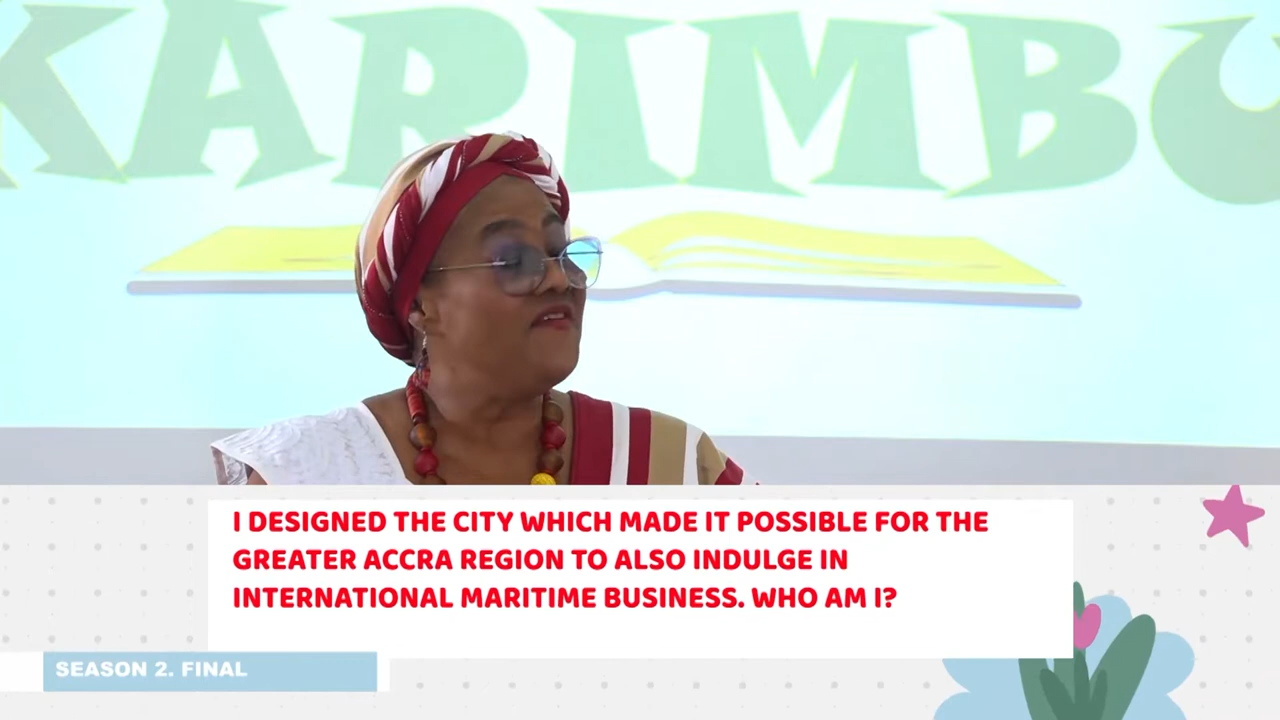 KARIMBU
I DESIGNED THE CITY WHICH MADE IT POSSIBLE FOR THE
GREATER ACCRA REGION TO ALSO INDULGE IN
INTERNATIONAL MARITIME BUSINESS. WHO AM I?
SEASON 2. FINAL